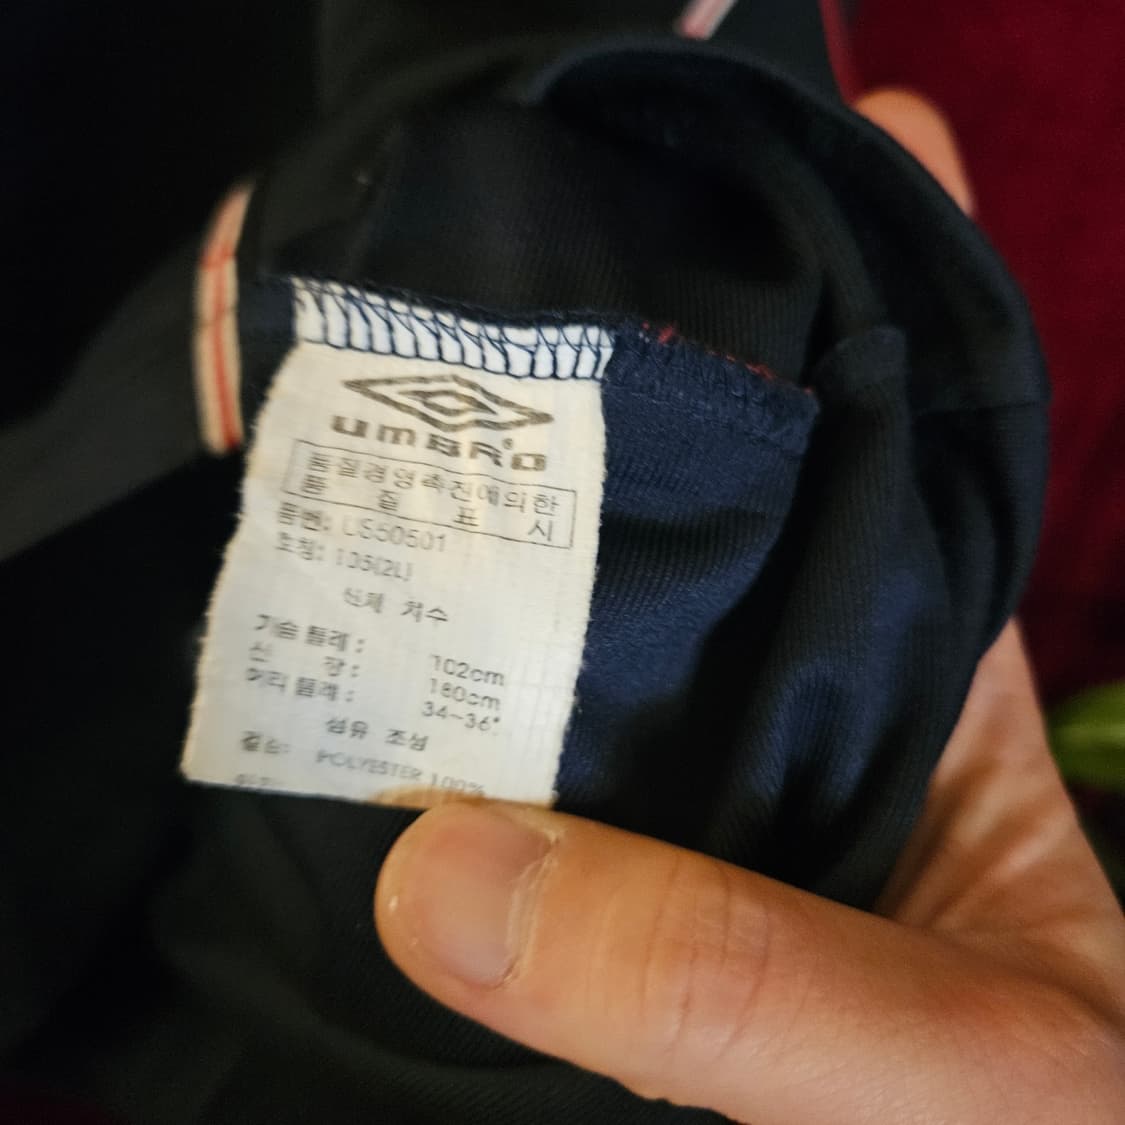 UMBRO®
품질경영촉진에의한
품 질 표 시
품번: US50501
호칭: 105(2L)
신체 치수
가슴 둘레 : 102cm
신 장 : 180cm
허리 둘레 : 34~36"
섬유 조성
겉감: POLYESTER 100%